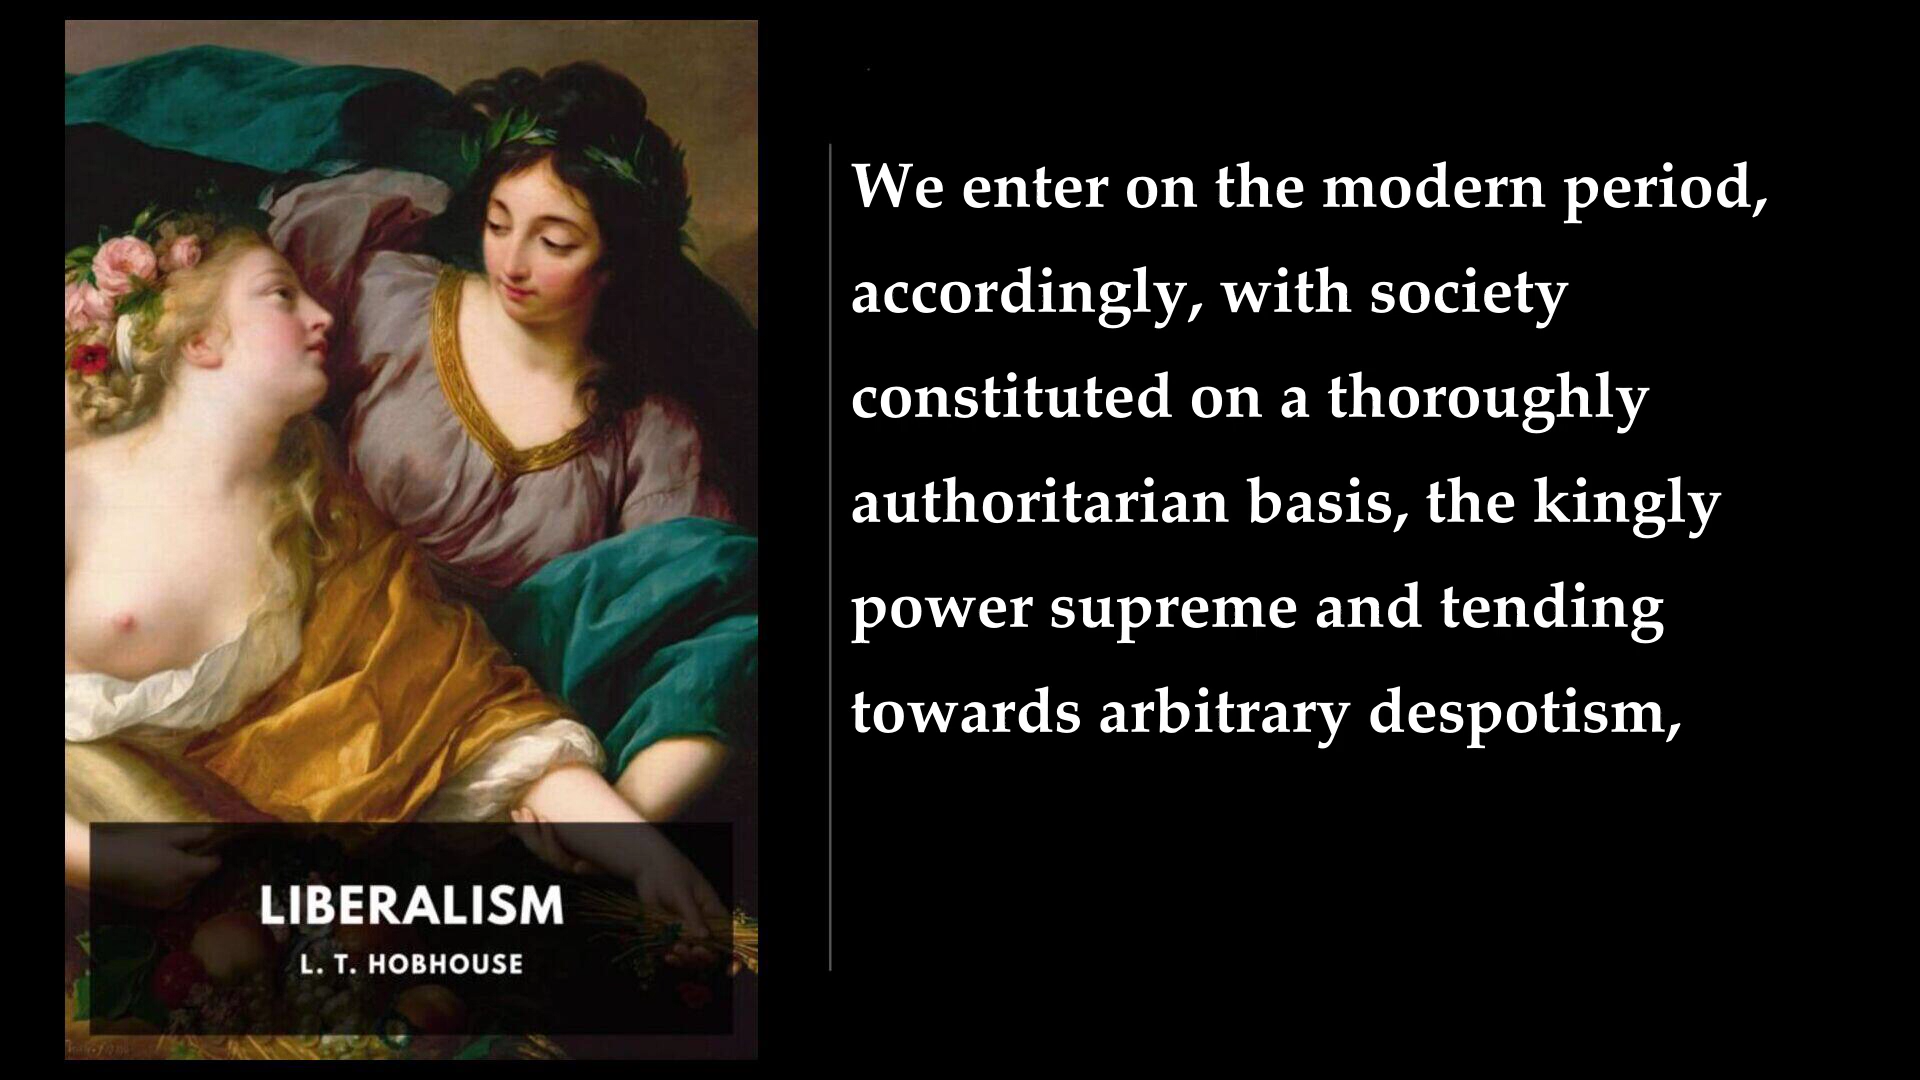 We enter on the modern period,
accordingly, with society
constituted on a thoroughly
authoritarian basis, the kingly
power supreme and tending
towards arbitrary despotism,
LIBERALISM
L. T. HOBHOUSE